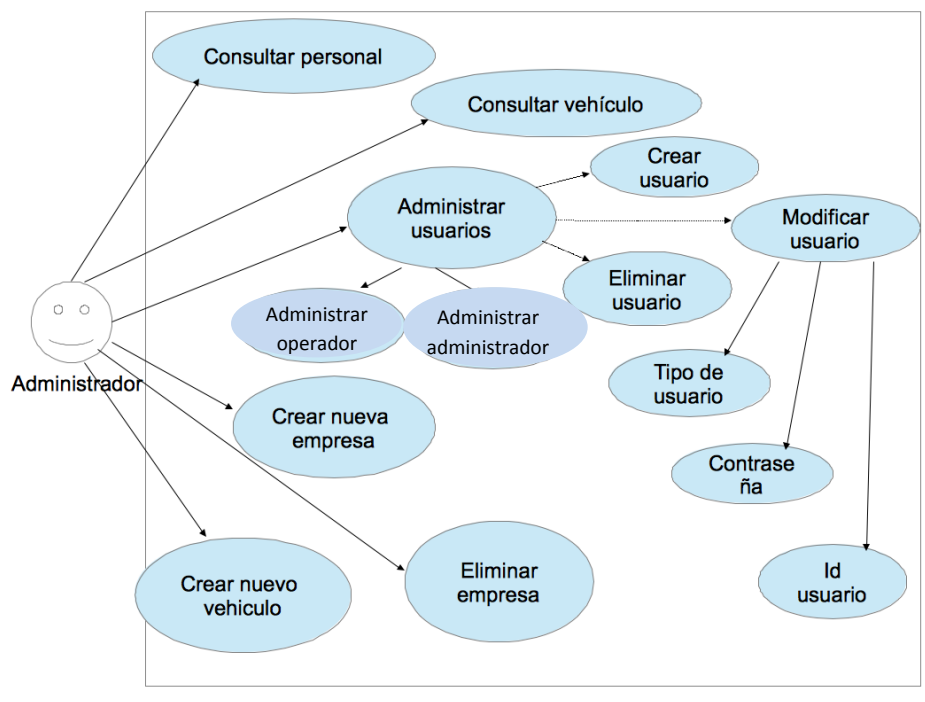 Consultar personal
Consultar vehículo
Crear
usuario
Administrar
usuarios
Modificar
usuario
Eliminar
usuario
Administrar
operador
Administrar
administrador
Administrador
Tipo de
usuario
Crear nueva
empresa
Contrase
ña
Crear nuevo
vehiculo
Eliminar
empresa
Id
usuario